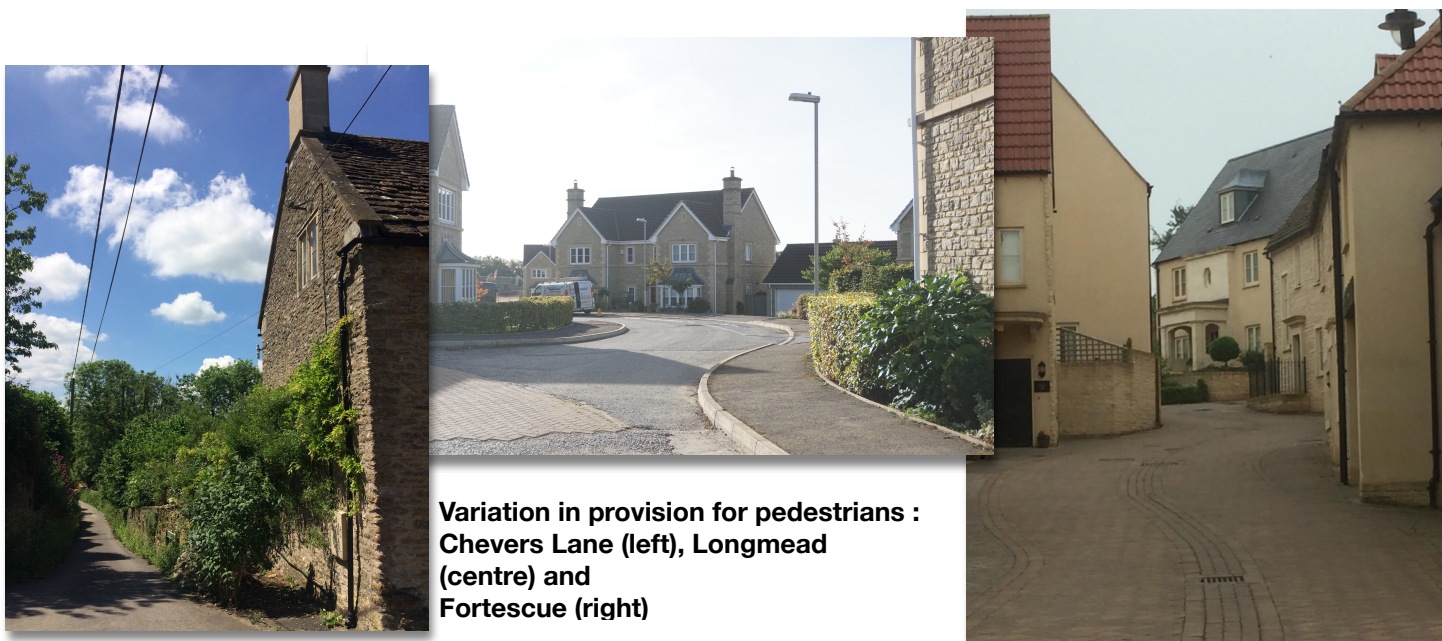 Variation in provision for pedestrians :
Chevers Lane (left), Longmead
(centre) and
Fortescue (right)